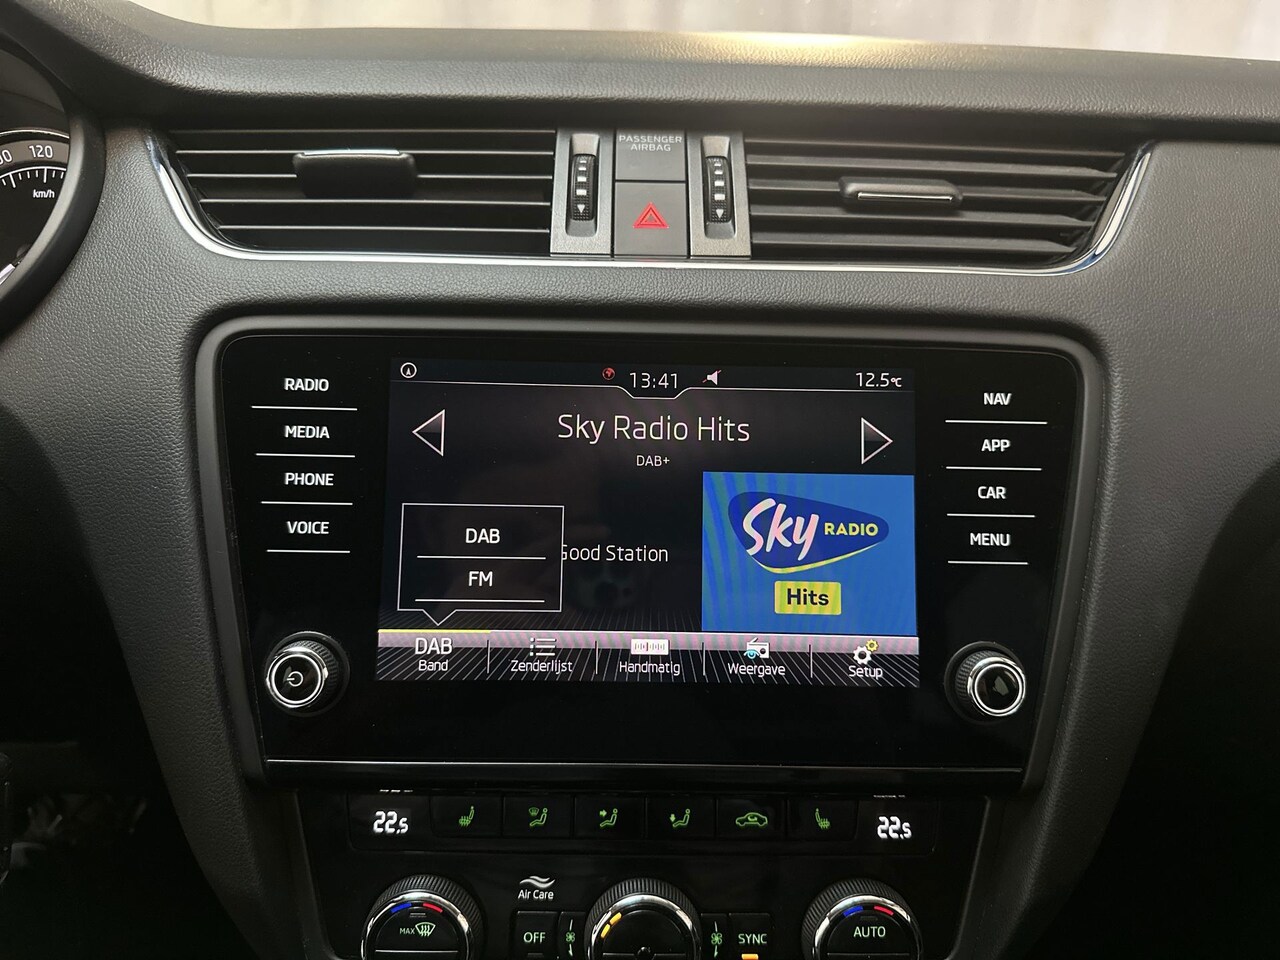 120
km/h
PASSENGER
AIRBAG
RADIO
MEDIA
PHONE
VOICE
13:41
12.5°C
Sky Radio Hits
DAB+
DAB
FM
Good Station
Sky RADIO
Hits
DAB
Band
Zenderlijst
Handmatig
Weergave
Setup
NAV
APP
CAR
MENU
22.5
22.5
Air Care
MAX
OFF
SYNC
AUTO